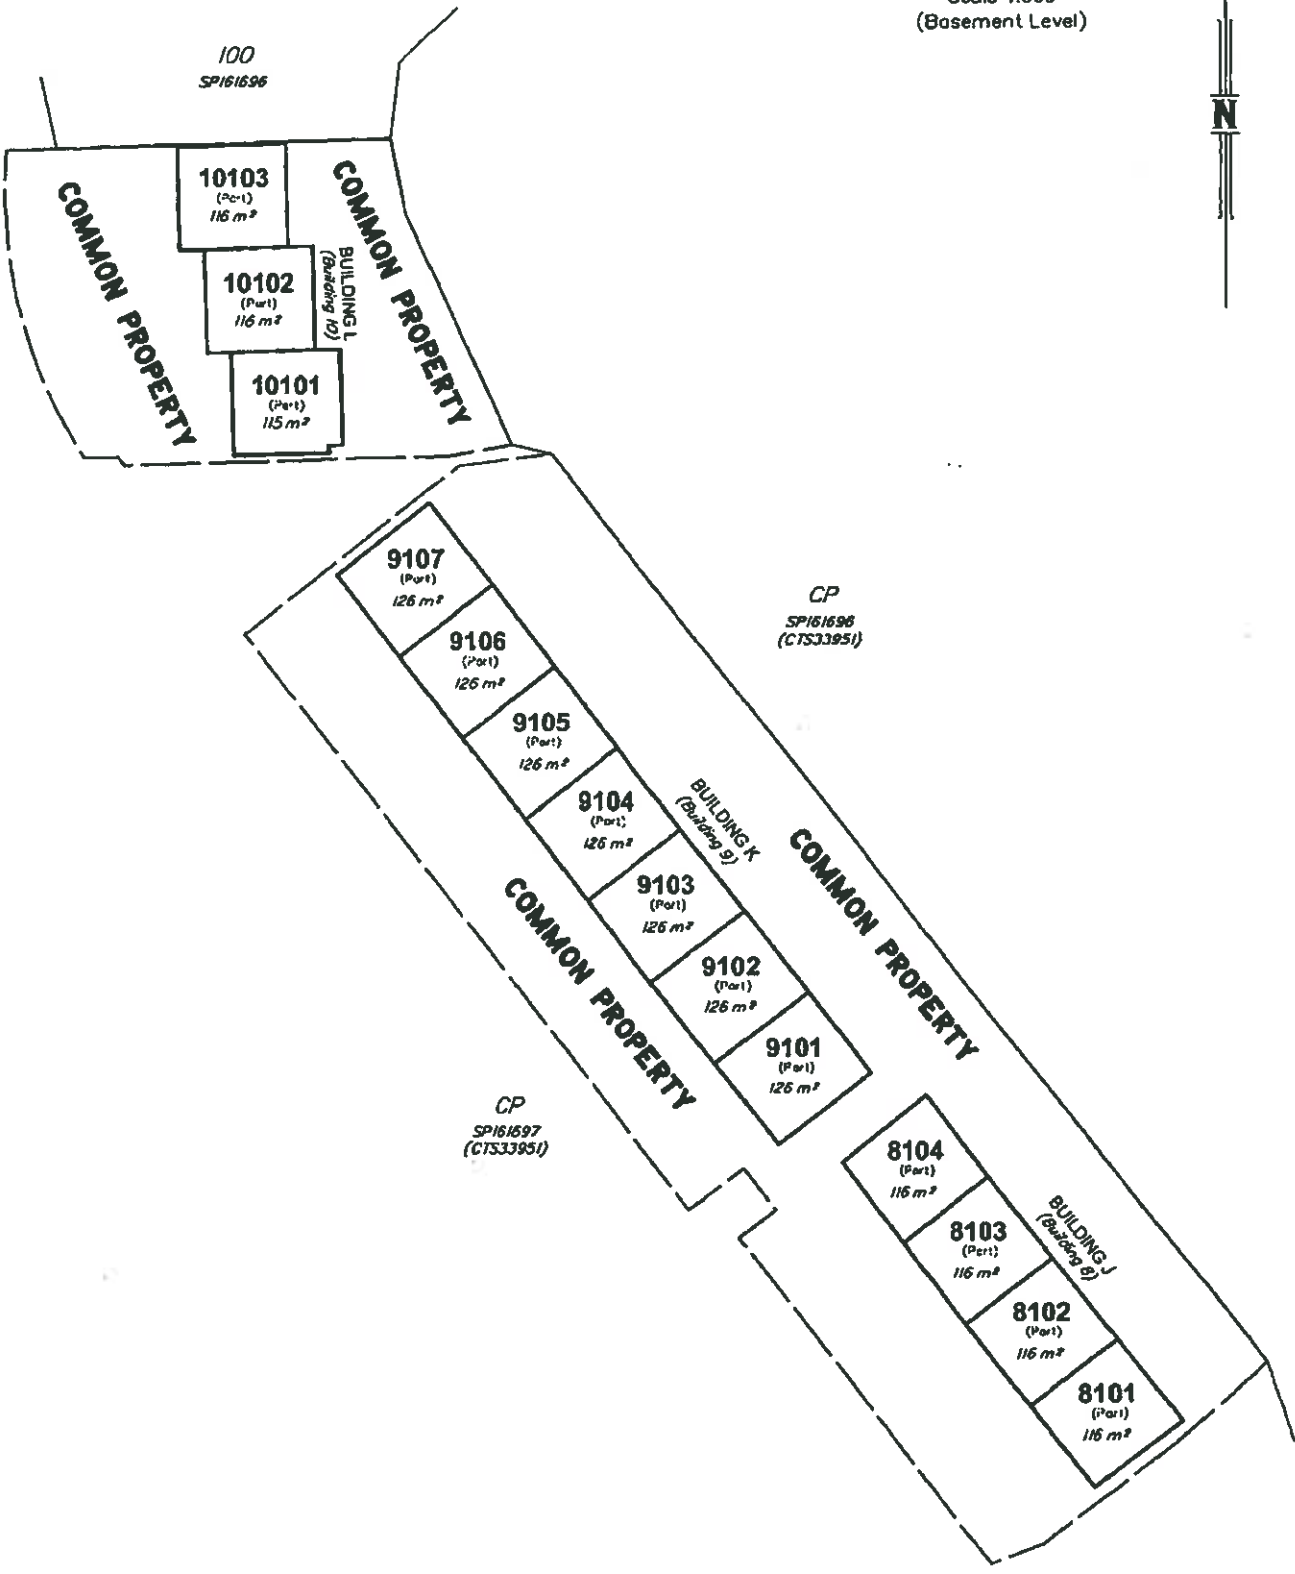 (Basement Level)
N
100
SP161696
COMMON PROPERTY
10103
(Part)
116 m²
COMMON PROPERTY
10102
(Part)
116 m²
BUILDING L
(Building 10)
10101
(Part)
115 m²
9107
(Part)
126 m²
9106
(Part)
126 m²
9105
(Part)
126 m²
9104
(Part)
126 m²
9103
(Part)
126 m²
9102
(Part)
126 m²
9101
(Part)
126 m²
BUILDING K
(Building 9)
CP
SP161696
(CTS33951)
COMMON PROPERTY
COMMON PROPERTY
CP
SP161697
(CTS33951)
8104
(Part)
116 m²
8103
(Part)
116 m²
8102
(Part)
116 m²
8101
(Part)
116 m²
BUILDING J
(Building 8)